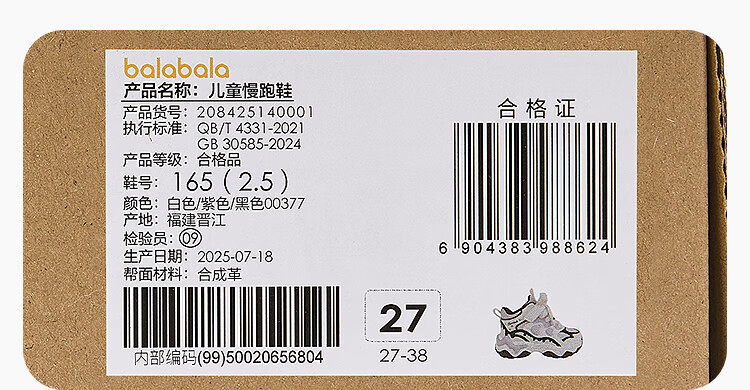 balabala
产品名称：儿童慢跑鞋
产品货号：208425140001
执行标准：QB/T 4331-2021
GB 30585-2024
产品等级：合格品
鞋号：165（2.5）
颜色：白色/紫色/黑色00377
产地：福建晋江
检验员：09
生产日期：2025-07-18
帮面材料：合成革
内部编码(99)50020656804
合格证
6 904383 988624
27
27-38